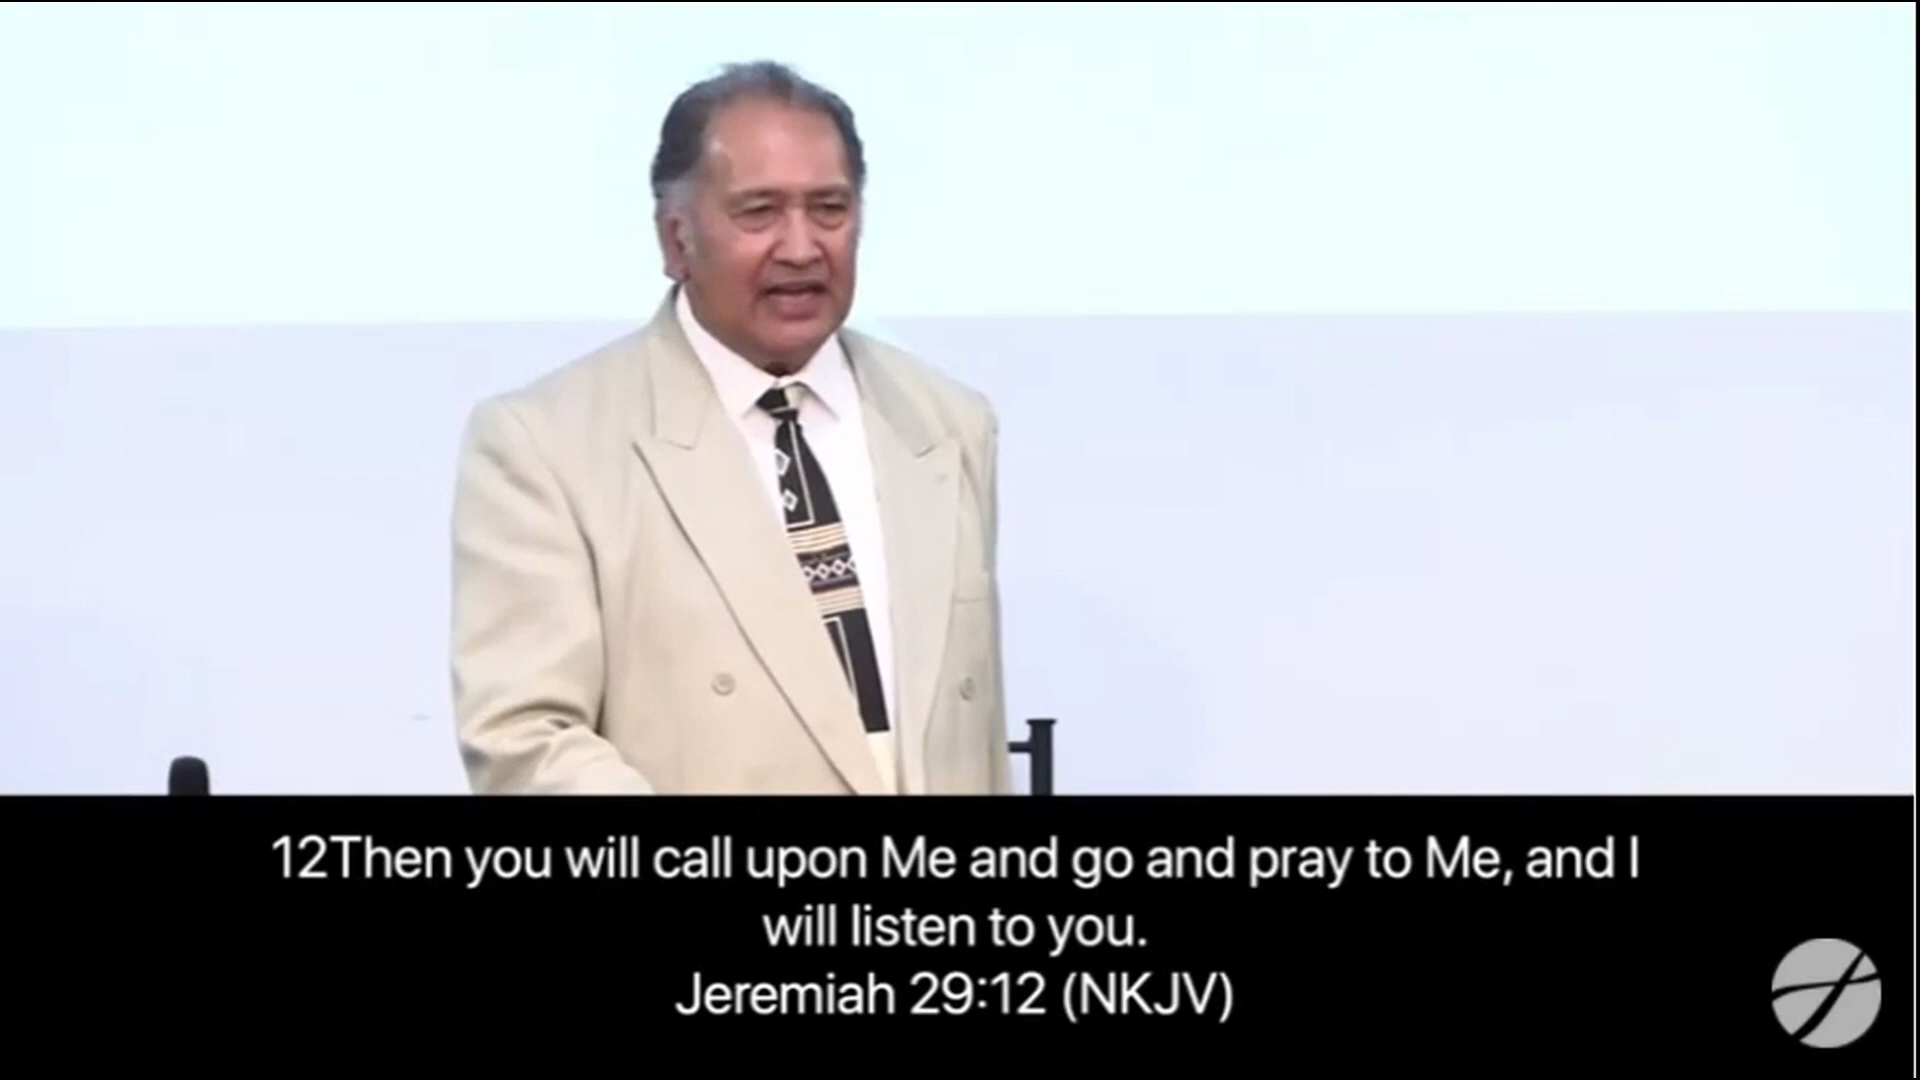 12Then you will call upon Me and go and pray to Me, and I
will listen to you.
Jeremiah 29:12 (NKJV)